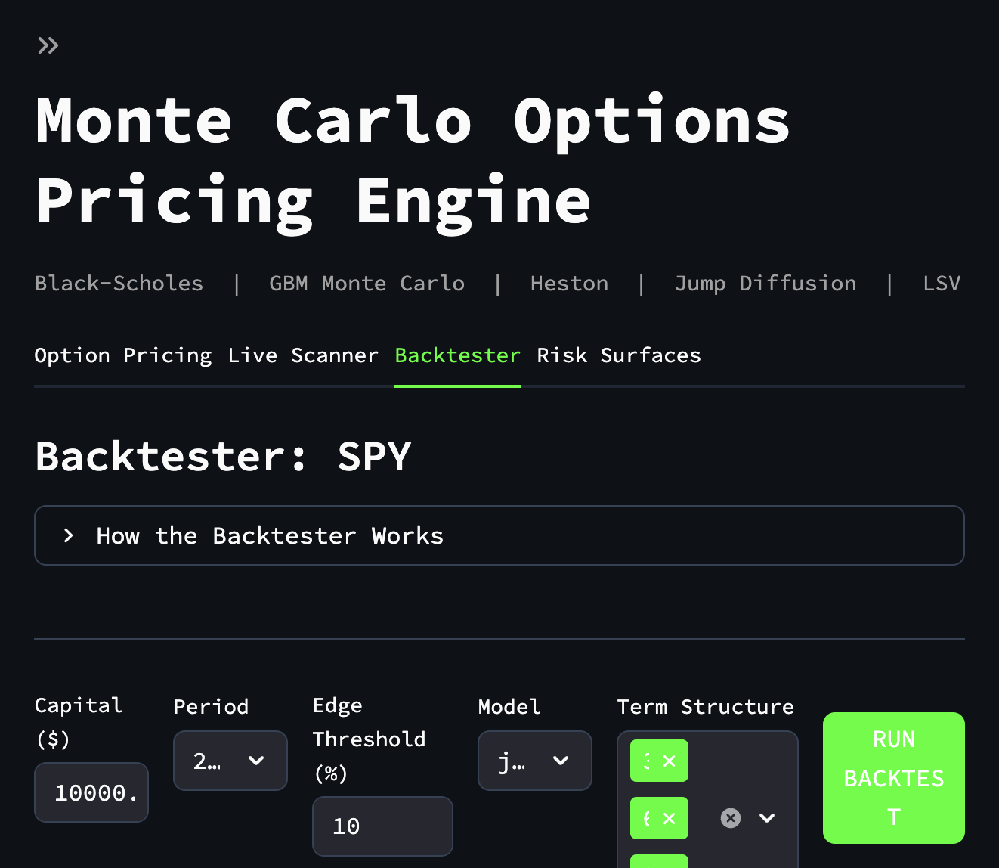 Monte Carlo Options
Pricing Engine
Black-Scholes | GBM Monte Carlo | Heston | Jump Diffusion | LSV
Option Pricing Live Scanner Backtester Risk Surfaces
Backtester: SPY
How the Backtester Works
Capital
($)
10000.
Period
2…
Edge
Threshold
(%)
10
Model
j…
Term Structure
RUN
BACKTES
T